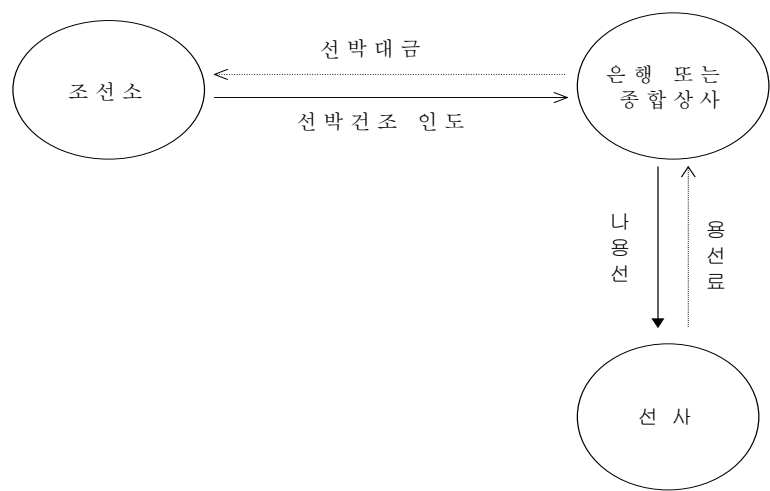 선박대금
조선소
은행 또는
종합상사
선박건조 인도
나용선
용선료
선 사